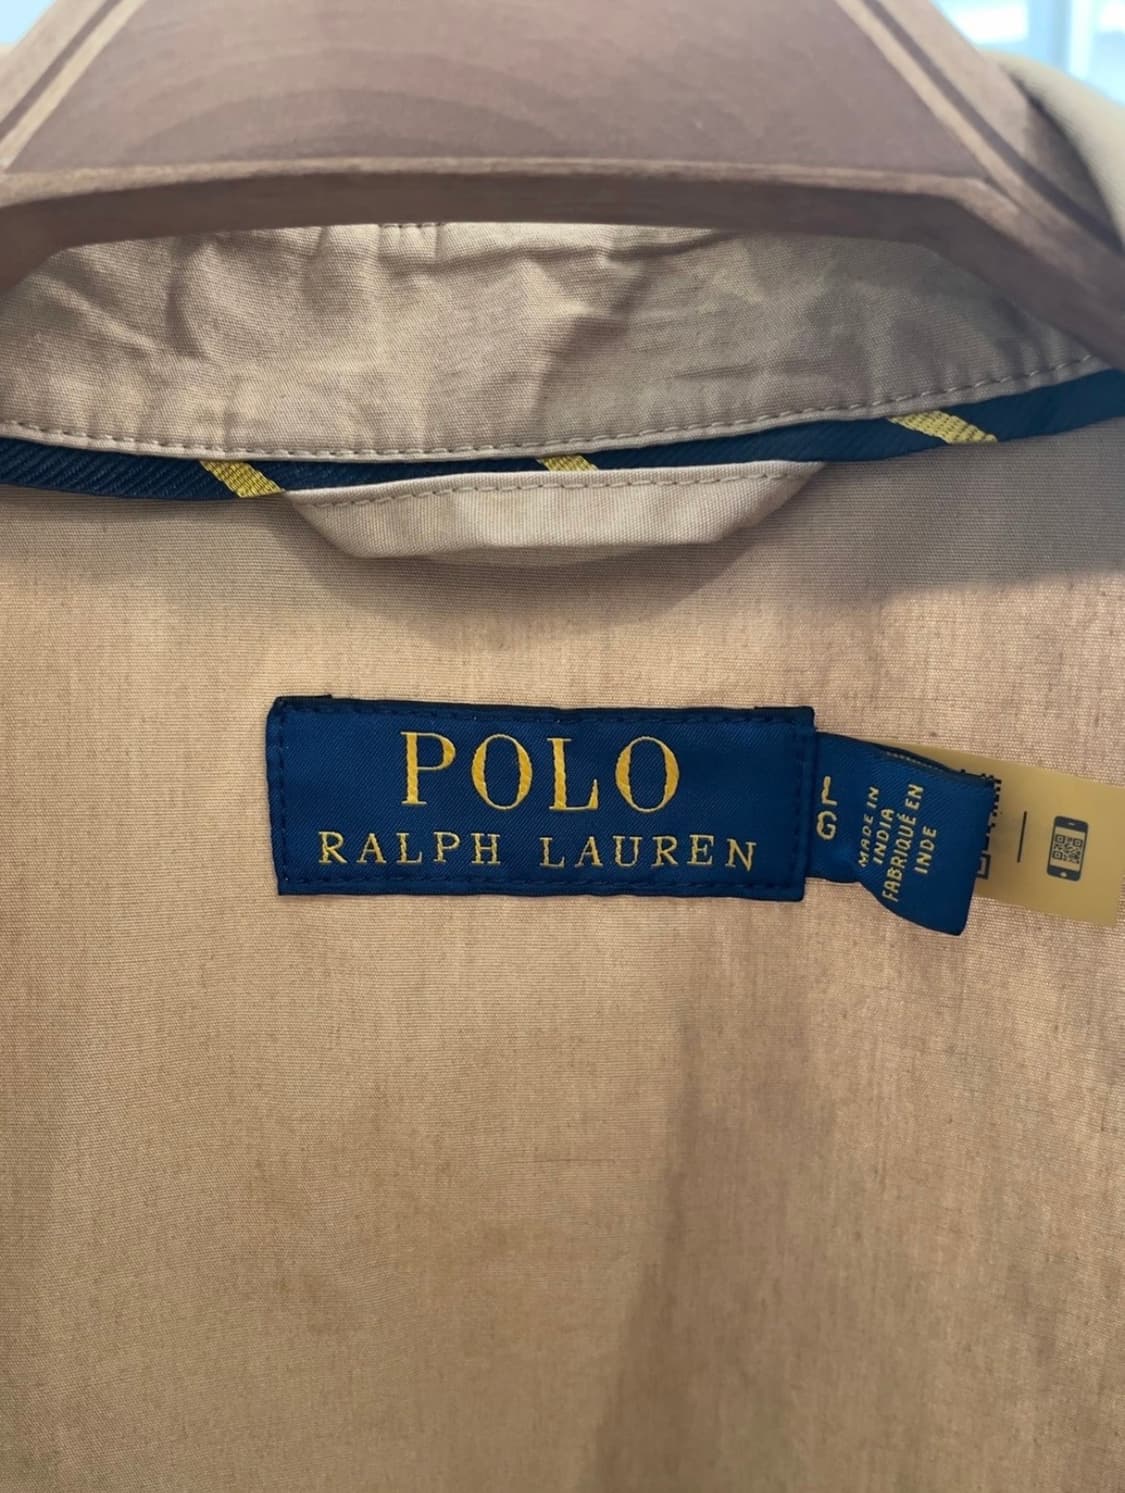 POLO
RALPH LAUREN
L
G
MADE IN
INDIA
FABRIQUÉ EN
INDE